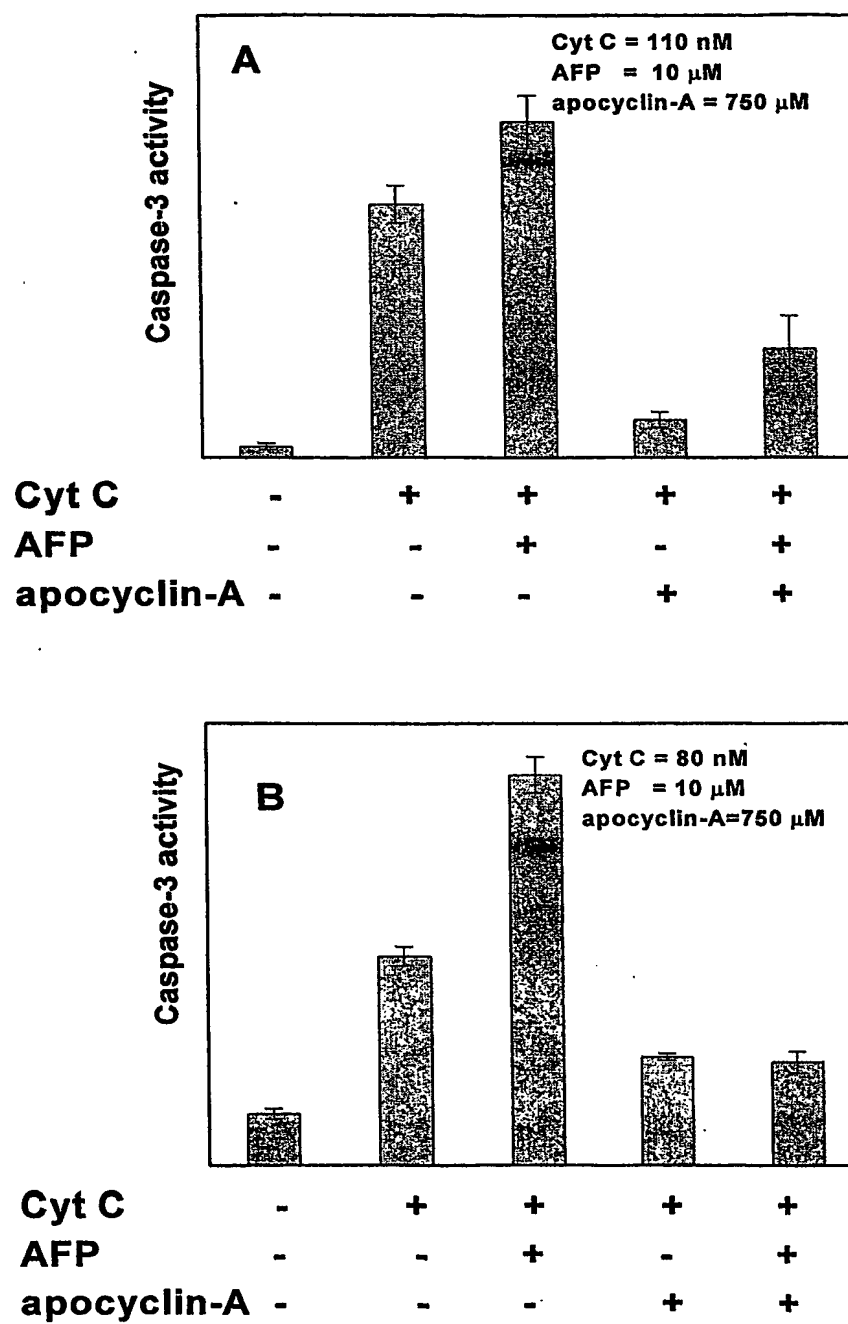 A
Cyt C = 110 nM
AFP = 10 µM
apocyclin-A = 750 µM
Caspase-3 activity
Cyt C - + + + +
AFP - - + - +
apocyclin-A - - - + +
B
Cyt C = 80 nM
AFP = 10 µM
apocyclin-A=750 µM
Caspase-3 activity
Cyt C - + + + +
AFP - - + - +
apocyclin-A - - - + +